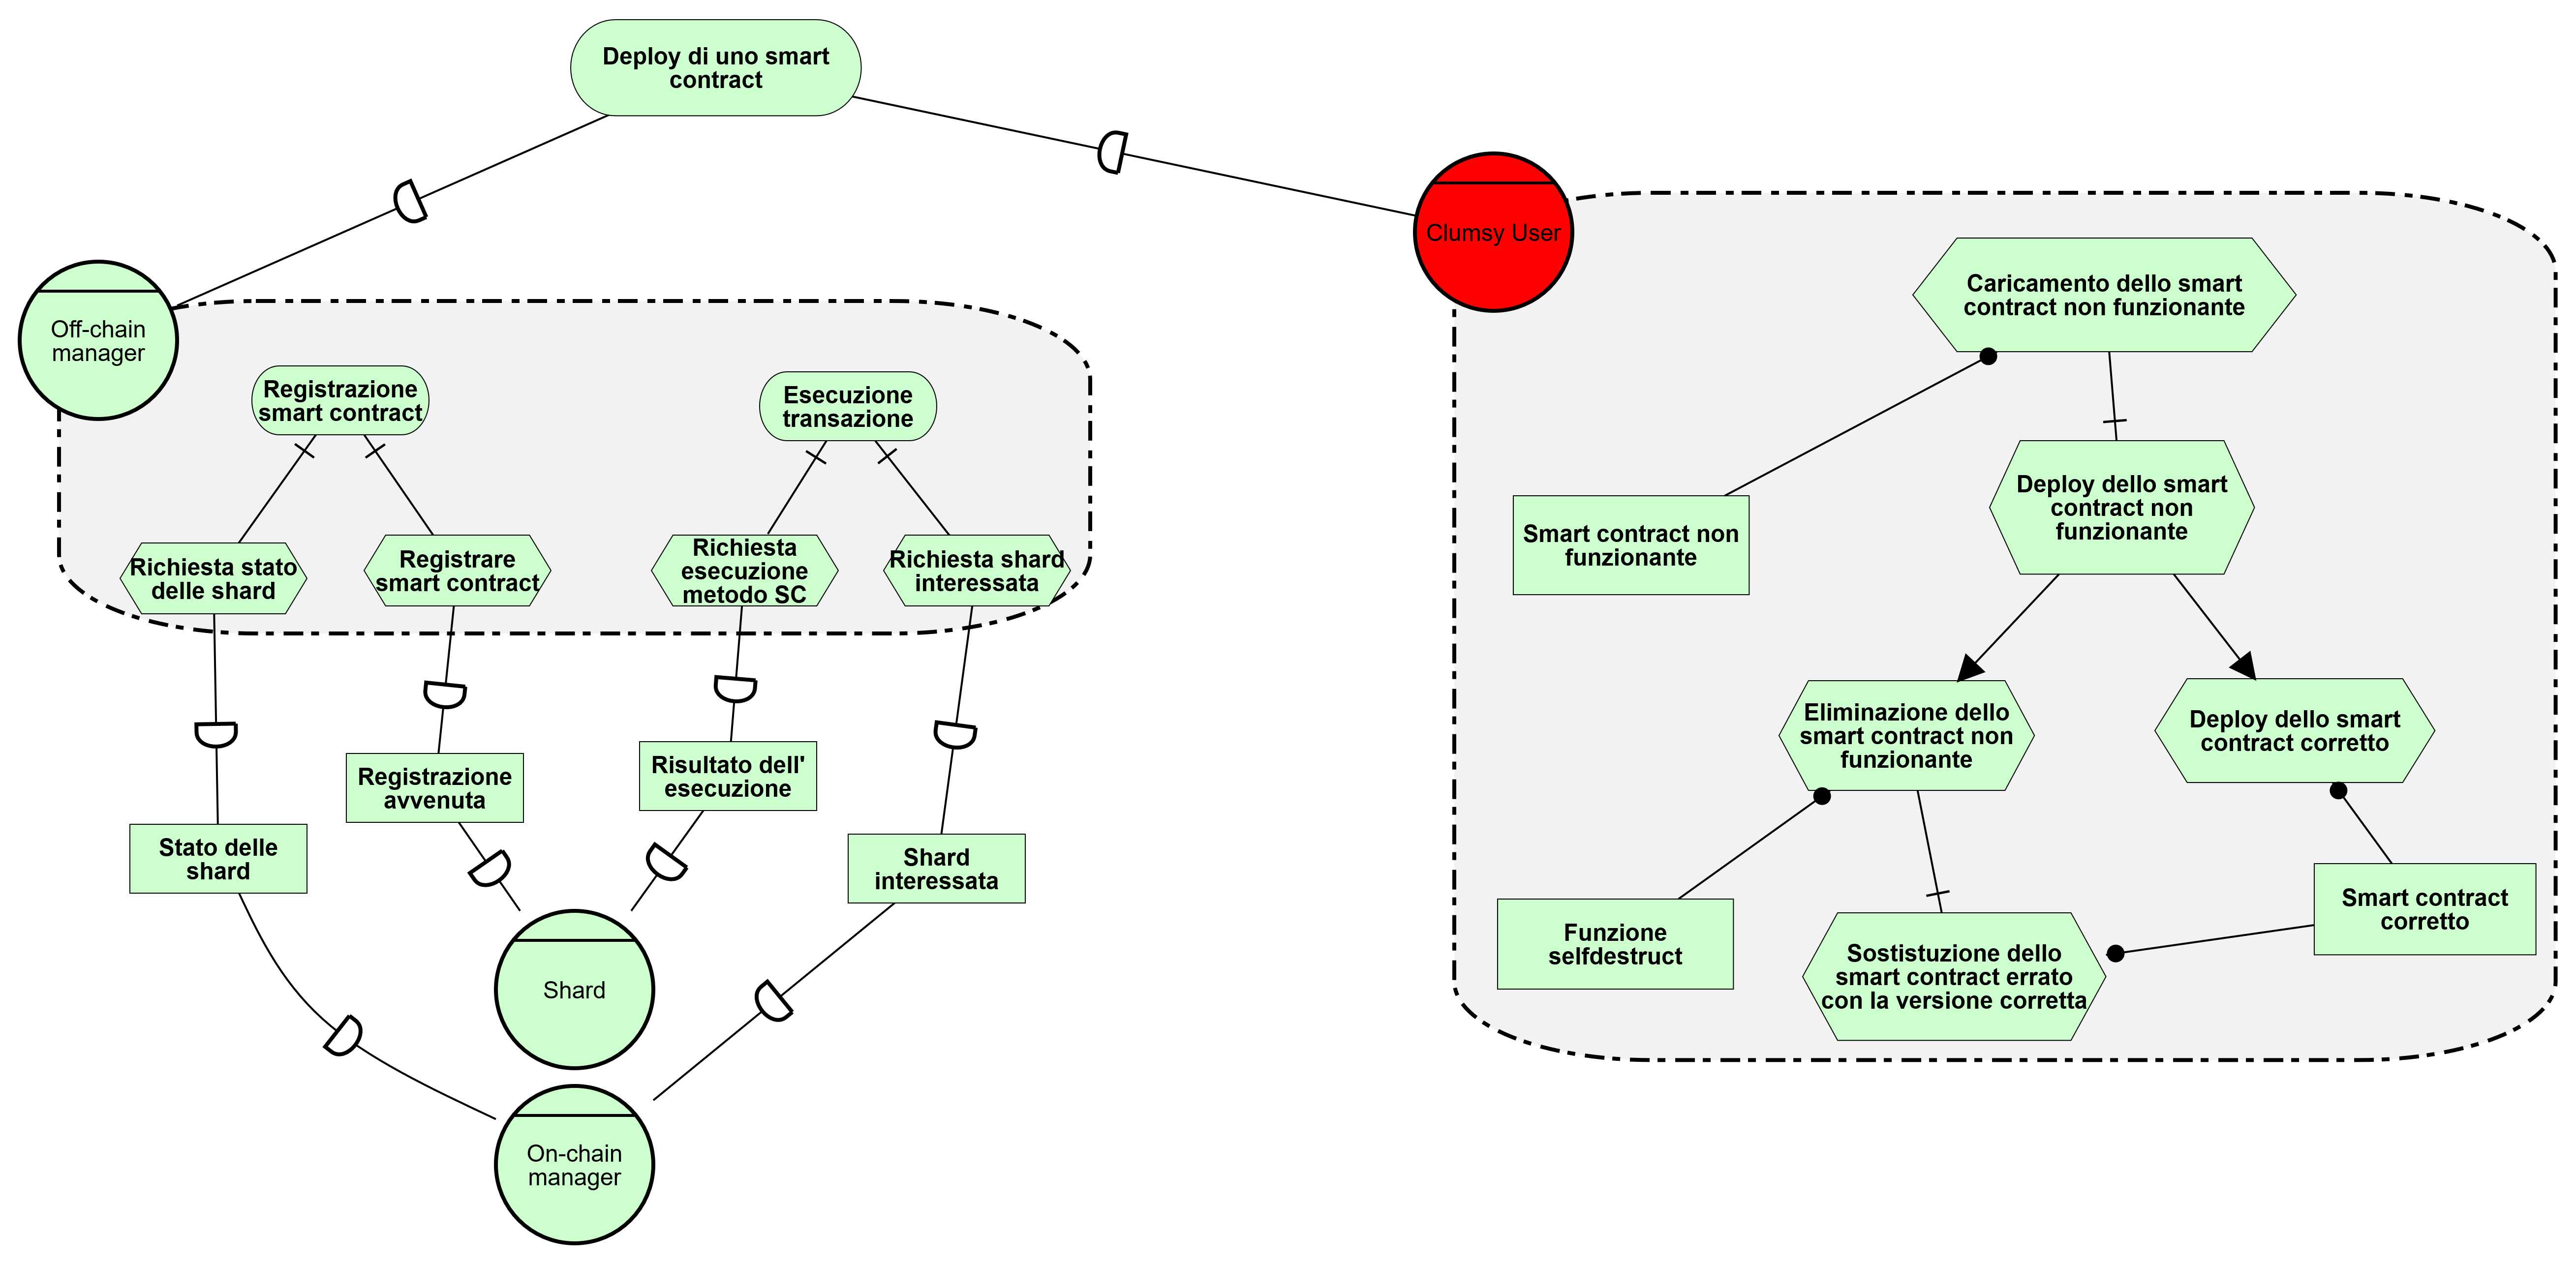 Deploy di uno smart
contract
Clumsy User
Off-chain
manager
Registrazione
smart contract
Esecuzione
transazione
Richiesta stato
delle shard
Registrare
smart contract
Richiesta
esecuzione
metodo SC
Richiesta shard
interessata
Stato delle
shard
Registrazione
avvenuta
Risultato dell'
esecuzione
Shard
interessata
Shard
On-chain
manager
Caricamento dello smart
contract non funzionante
Smart contract non
funzionante
Deploy dello smart
contract non
funzionante
Eliminazione dello
smart contract non
funzionante
Deploy dello smart
contract corretto
Funzione
selfdestruct
Sostistuzione dello
smart contract errato
con la versione corretta
Smart contract
corretto